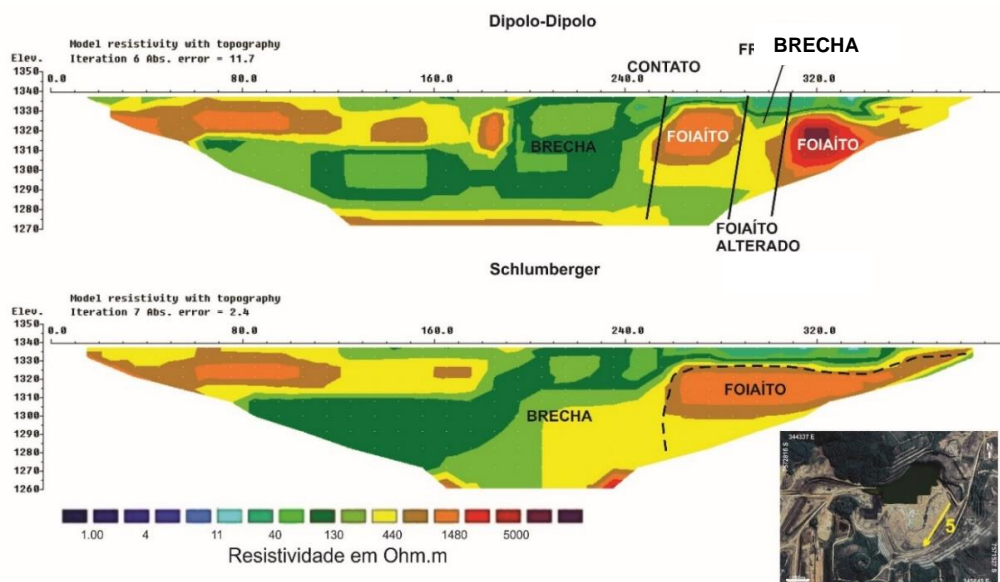 Dipolo-Dipolo
Model resistivity with topography
Iteration 6 Abs. error = 11.7
FR
BRECHA
Elev.
CONTATO
0.0 80.0 160.0 240.0 320.0
1350
1340
1330
1320
1310
1300
1290
1280
1270
BRECHA
FOIAÍTO
FOIAÍTO
FOIAÍTO
ALTERADO
Schlumberger
Model resistivity with topography
Iteration 7 Abs. error = 2.4
Elev.
0.0 80.0 160.0 240.0 320.0
1350
1340
1330
1320
1310
1300
1290
1280
1270
1260
BRECHA
FOIAÍTO
1.00 4 11 40 130 440 1480 5000
Resistividade em Ohm.m
344337 E
N
5